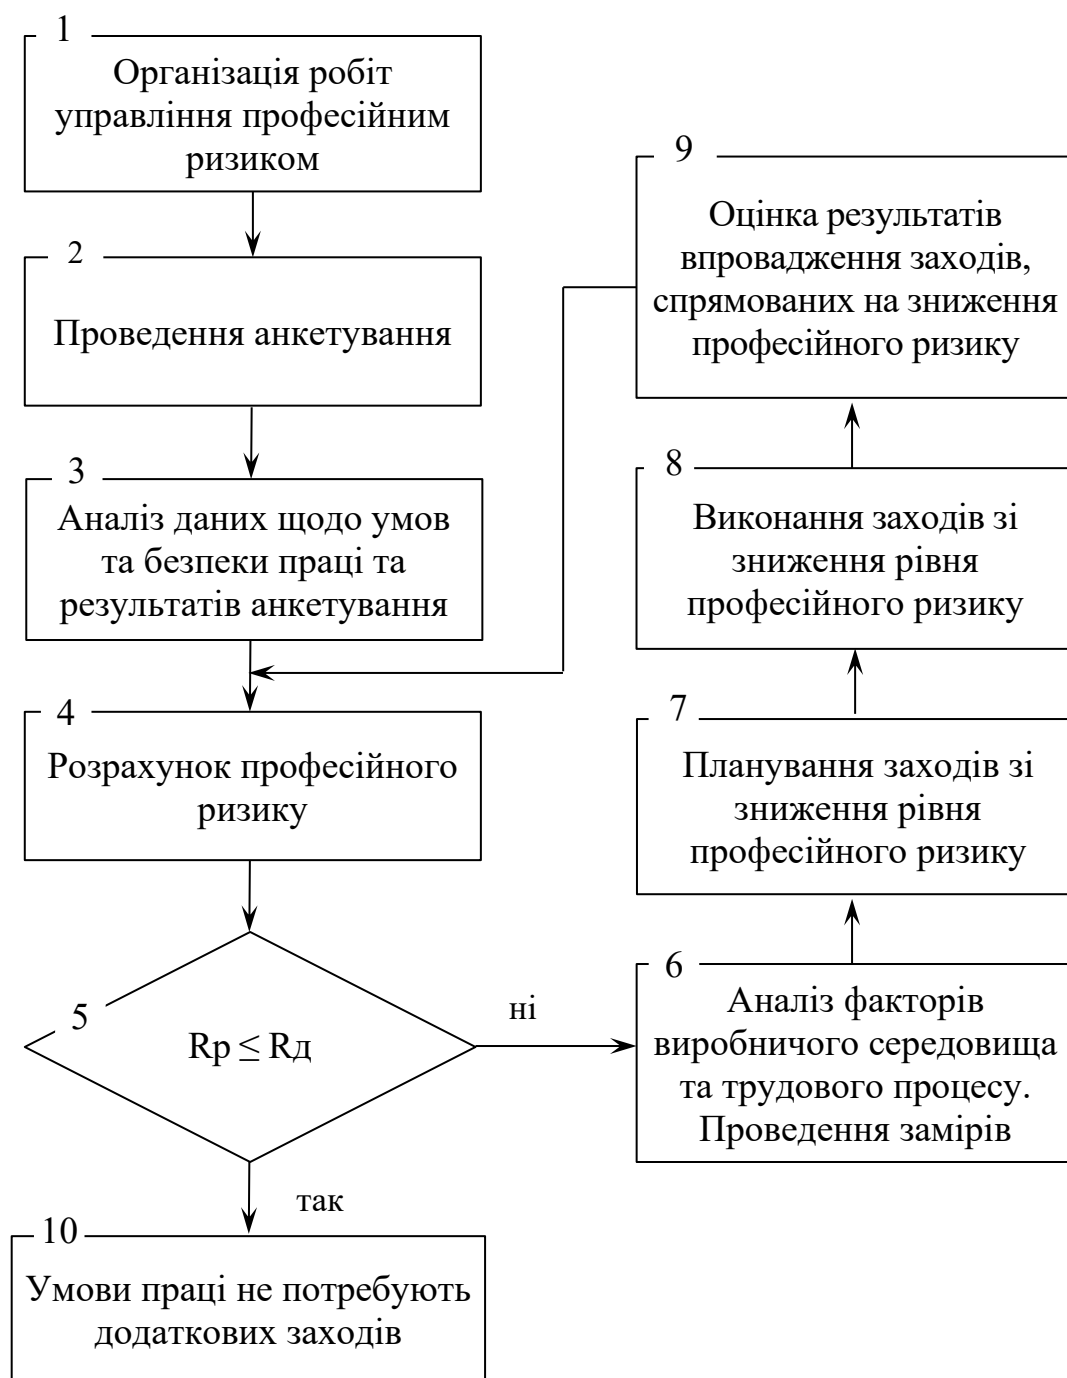 1
Організація робіт
управління професійним
ризиком
2
Проведення анкетування
3
Аналіз даних щодо умов
та безпеки праці та
результатів анкетування
4
Розрахунок професійного
ризику
5
Rр ≤ Rд
ні
так
6
Аналіз факторів
виробничого середовища
та трудового процесу.
Проведення замірів
7
Планування заходів зі
зниження рівня
професійного ризику
8
Виконання заходів зі
зниження рівня
професійного ризику
9
Оцінка результатів
впровадження заходів,
спрямованих на зниження
професійного ризику
10
Умови праці не потребують
додаткових заходів